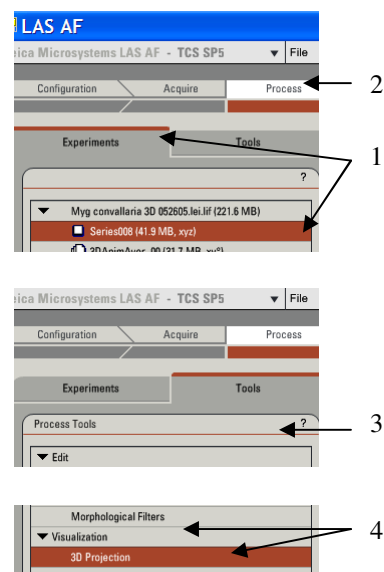 LAS AF
ica Microsystems LAS AF - TCS SP5 File
Configuration Acquire Process 2
Experiments Tools 1
?
Myg convallaria 3D 052605.lei.lif (221.6 MB)
Series008 (41.9 MB, xyz)
ica Microsystems LAS AF - TCS SP5 File
Configuration Acquire Process
Experiments Tools
Process Tools ? 3
Edit
Morphological Filters
Visualization 4
3D Projection